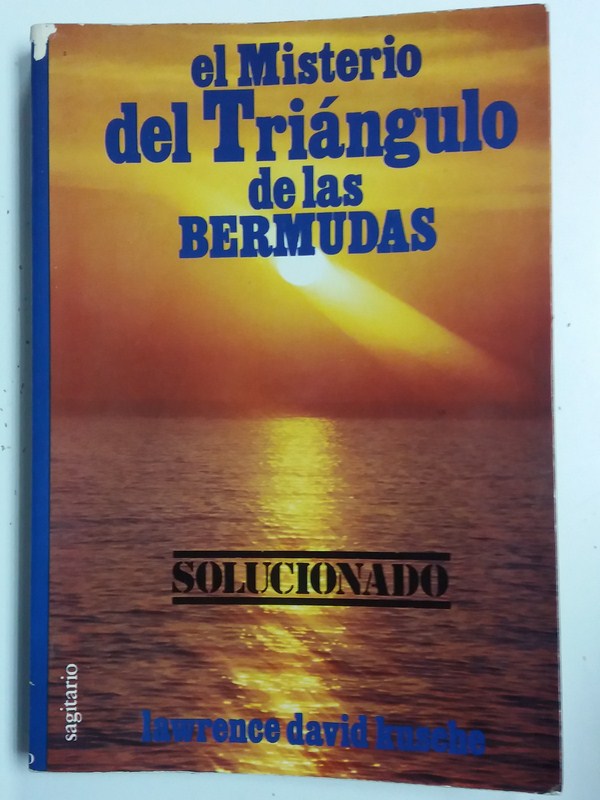 el Misterio
del Triángulo
de las
BERMUDAS
SOLUCIONADO
lawrence david kusche
sagitario